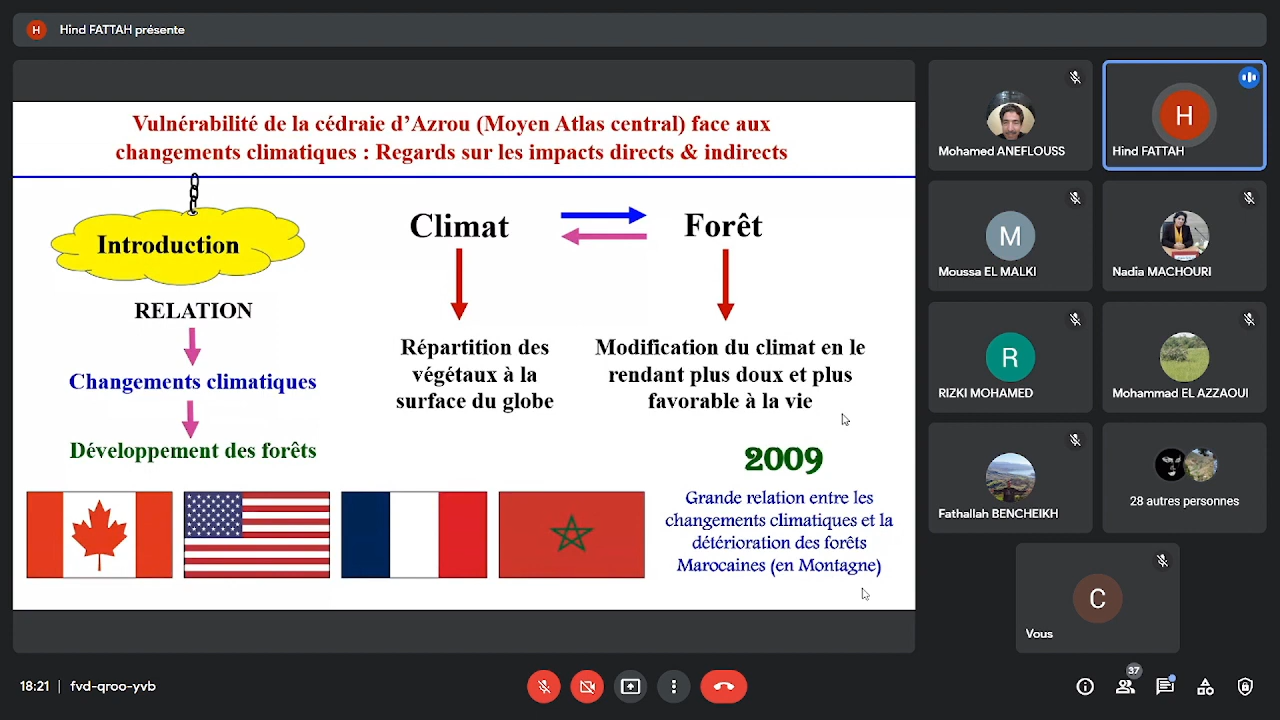 H Hind FATTAH présente
Vulnérabilité de la cédraie d’Azrou (Moyen Atlas central) face aux
changements climatiques : Regards sur les impacts directs & indirects
Introduction
RELATION
Changements climatiques
Développement des forêts
Climat
Forêt
Répartition des
végétaux à la
surface du globe
Modification du climat en le
rendant plus doux et plus
favorable à la vie
2009
Grande relation entre les
changements climatiques et la
détérioration des forêts
Marocaines (en Montagne)
Mohamed ANEFLOUSS
H
Hind FATTAH
M
Moussa EL MALKI
Nadia MACHOURI
R
RIZKI MOHAMED
Mohammad EL AZZAOUI
Fathallah BENCHEIKH
28 autres personnes
C
Vous
18:21 | fvd-qroo-yvb
37